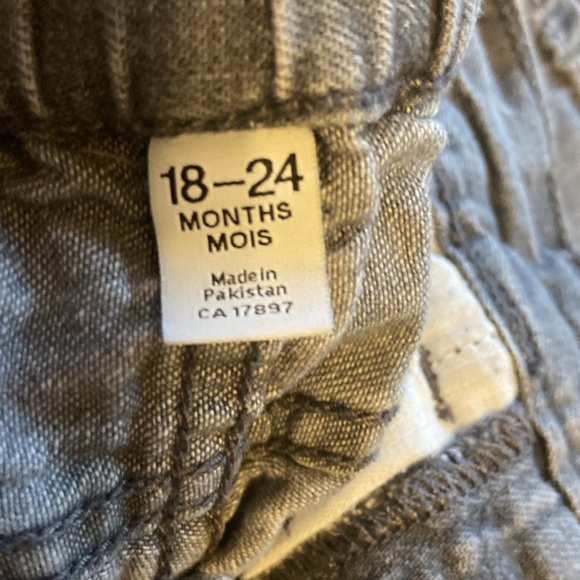 18–24
MONTHS
MOIS
Made in
Pakistan
CA 17897